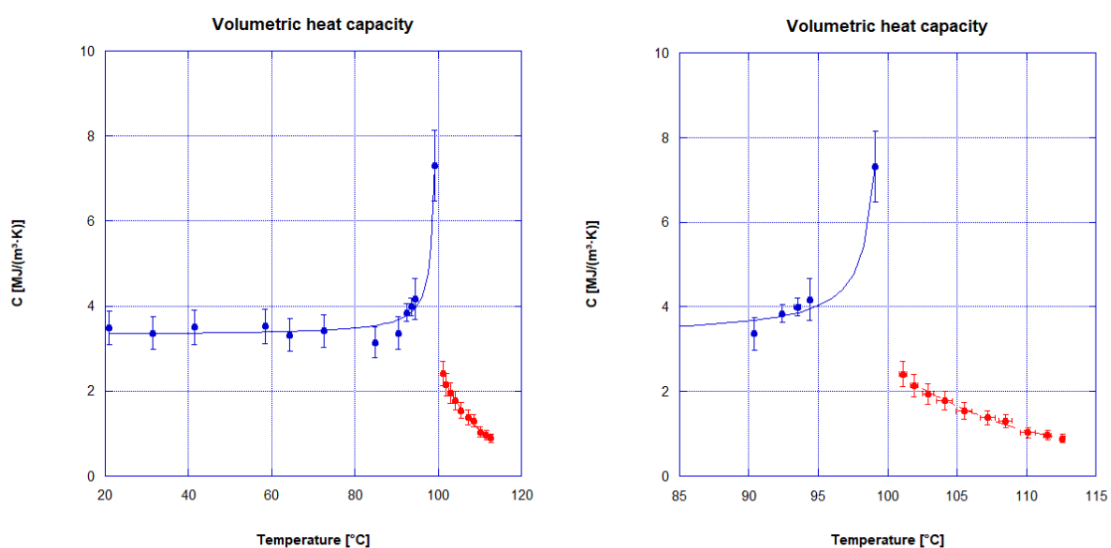 Volumetric heat capacity
10
8
6
4
2
0
C [MJ/(m³·K)]
20 40 60 80 100 120
Temperature [°C]
Volumetric heat capacity
10
8
6
4
2
0
C [MJ/(m³·K)]
85 90 95 100 105 110 115
Temperature [°C]